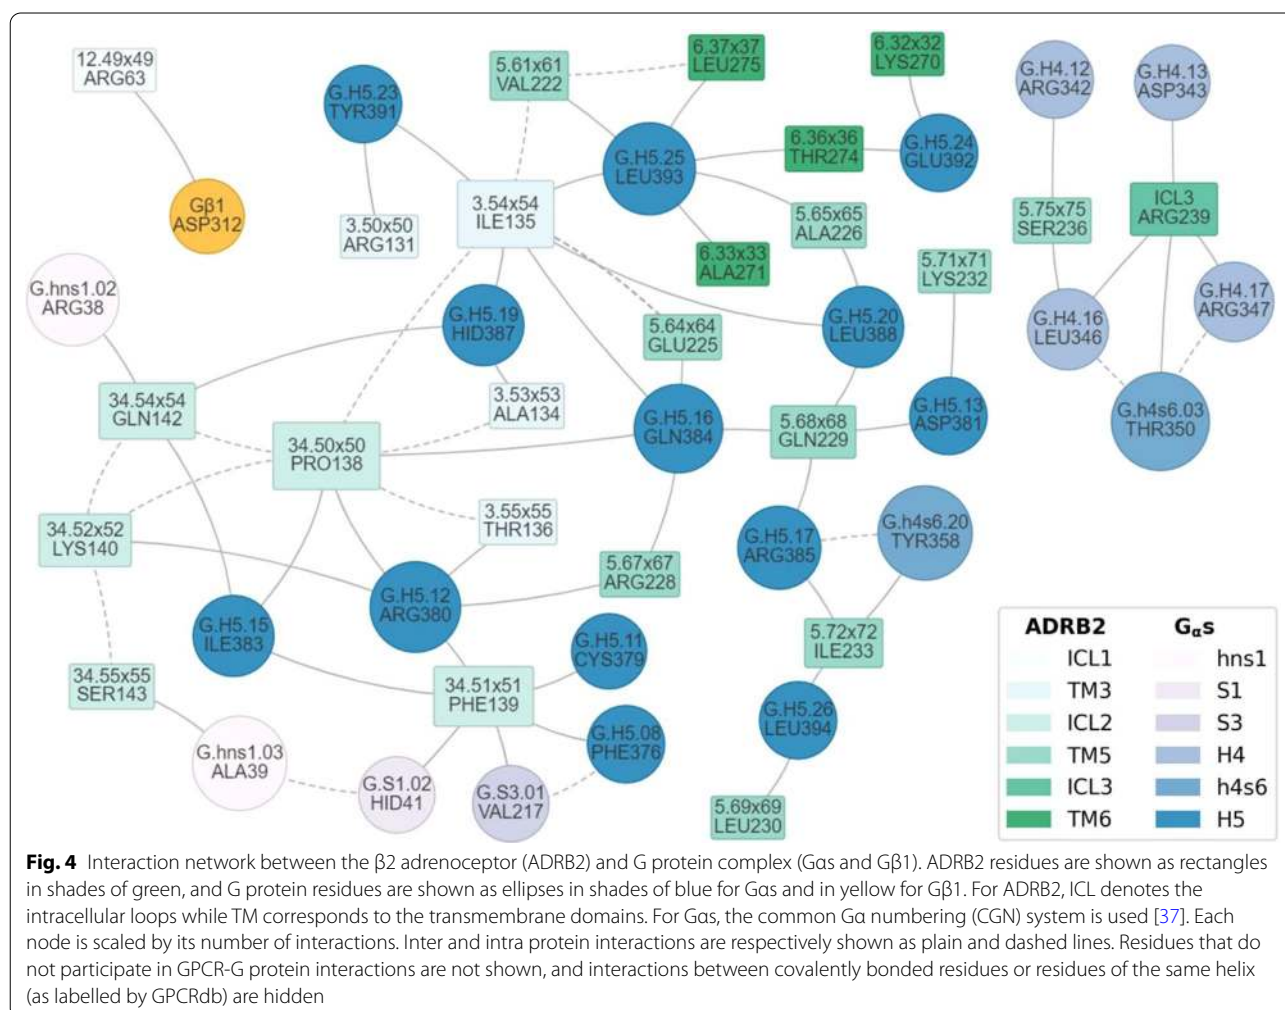 12.49x49
ARG63
G.H5.23
TYR391
5.61x61
VAL222
6.37x37
LEU275
6.32x32
LYS270
G.H4.12
ARG342
G.H4.13
ASP343
G.H5.25
LEU393
6.36x36
THR274
G.H5.24
GLU392
Gβ1
ASP312
3.50x50
ARG131
3.54x54
ILE135
5.65x65
ALA226
5.75x75
SER236
ICL3
ARG239
6.33x33
ALA271
5.71x71
LYS232
G.hns1.02
ARG38
G.H5.19
HID387
5.64x64
GLU225
G.H5.20
LEU388
G.H4.16
LEU346
G.H4.17
ARG347
34.54x54
GLN142
3.53x53
ALA134
G.H5.16
GLN384
5.68x68
GLN229
G.H5.13
ASP381
G.h4s6.03
THR350
34.50x50
PRO138
34.52x52
LYS140
3.55x55
THR136
G.H5.17
ARG385
G.h4s6.20
TYR358
5.67x67
ARG228
G.H5.15
ILE383
G.H5.12
ARG380
G.H5.11
CYS379
5.72x72
ILE233
34.55x55
SER143
34.51x51
PHE139
G.H5.26
LEU394
G.H5.08
PHE376
G.hns1.03
ALA39
G.S1.02
HID41
G.S3.01
VAL217
5.69x69
LEU230
ADRB2 Gαs
ICL1 hns1
TM3 S1
ICL2 S3
TM5 H4
ICL3 h4s6
TM6 H5
Fig. 4 Interaction network between the β2 adrenoceptor (ADRB2) and G protein complex (Gαs and Gβ1). ADRB2 residues are shown as rectangles
in shades of green, and G protein residues are shown as ellipses in shades of blue for Gαs and in yellow for Gβ1. For ADRB2, ICL denotes the
intracellular loops while TM corresponds to the transmembrane domains. For Gαs, the common Gα numbering (CGN) system is used [37]. Each
node is scaled by its number of interactions. Inter and intra protein interactions are respectively shown as plain and dashed lines. Residues that do
not participate in GPCR-G protein interactions are not shown, and interactions between covalently bonded residues or residues of the same helix
(as labelled by GPCRdb) are hidden